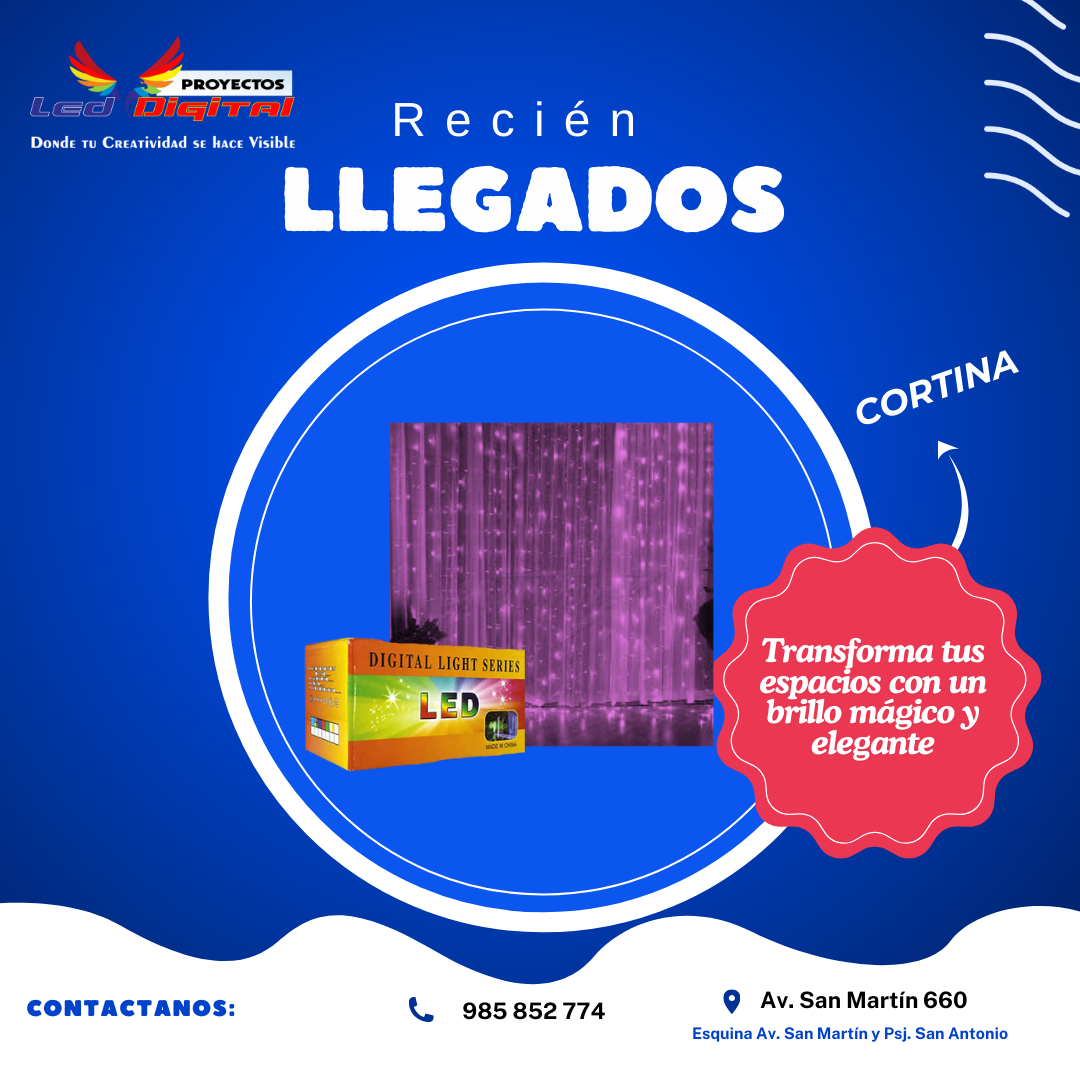 PROYECTOS
Led Digital
Donde tu Creatividad se hace Visible
Recién
LLEGADOS
CORTINA
DIGITAL LIGHT SERIES
LED
MADE IN CHINA
Transforma tus
espacios con un
brillo mágico y
elegante
CONTACTANOS:
985 852 774
Av. San Martín 660
Esquina Av. San Martín y Psj. San Antonio